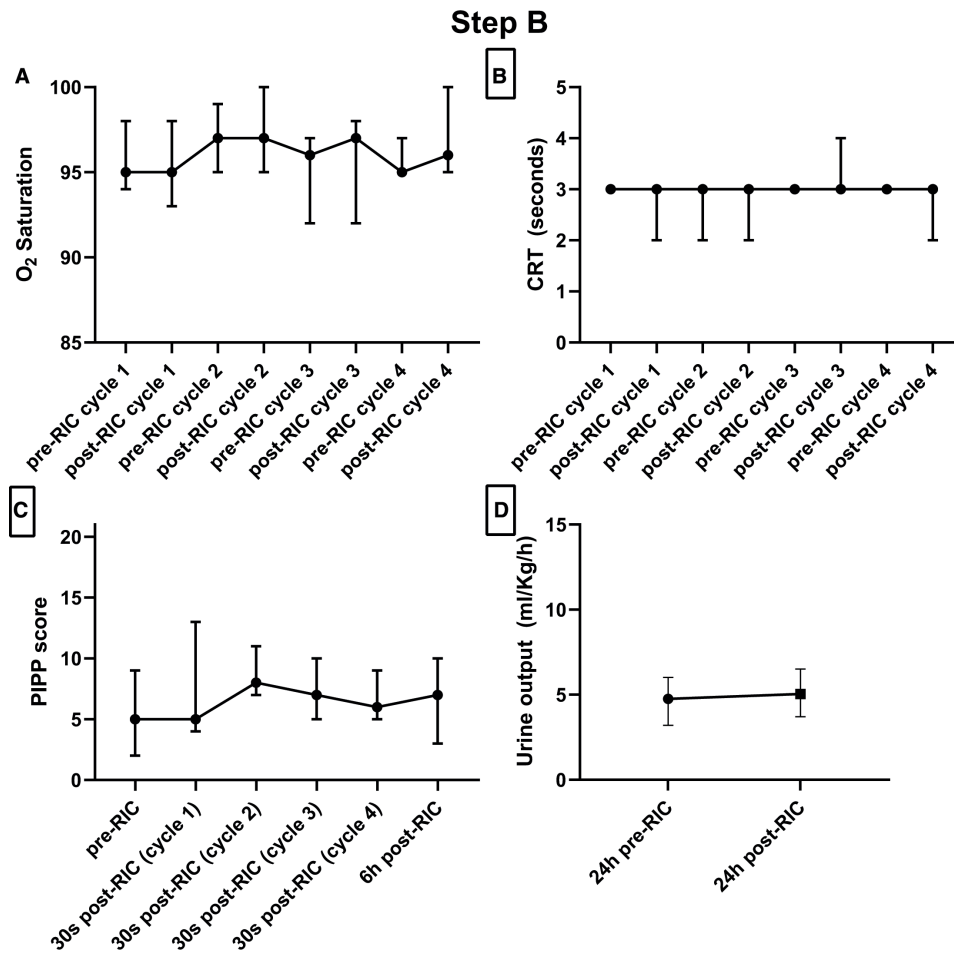 Step B
A
O2 Saturation
100
95
90
85
pre-RIC cycle 1
post-RIC cycle 1
pre-RIC cycle 2
post-RIC cycle 2
pre-RIC cycle 3
post-RIC cycle 3
pre-RIC cycle 4
post-RIC cycle 4
B
CRT (seconds)
5
4
3
2
1
0
pre-RIC cycle 1
post-RIC cycle 1
pre-RIC cycle 2
post-RIC cycle 2
pre-RIC cycle 3
post-RIC cycle 3
pre-RIC cycle 4
post-RIC cycle 4
C
PIPP score
20
15
10
5
0
pre-RIC
30s post-RIC (cycle 1)
30s post-RIC (cycle 2)
30s post-RIC (cycle 3)
30s post-RIC (cycle 4)
6h post-RIC
D
Urine output (ml/Kg/h)
15
10
5
0
24h pre-RIC
24h post-RIC